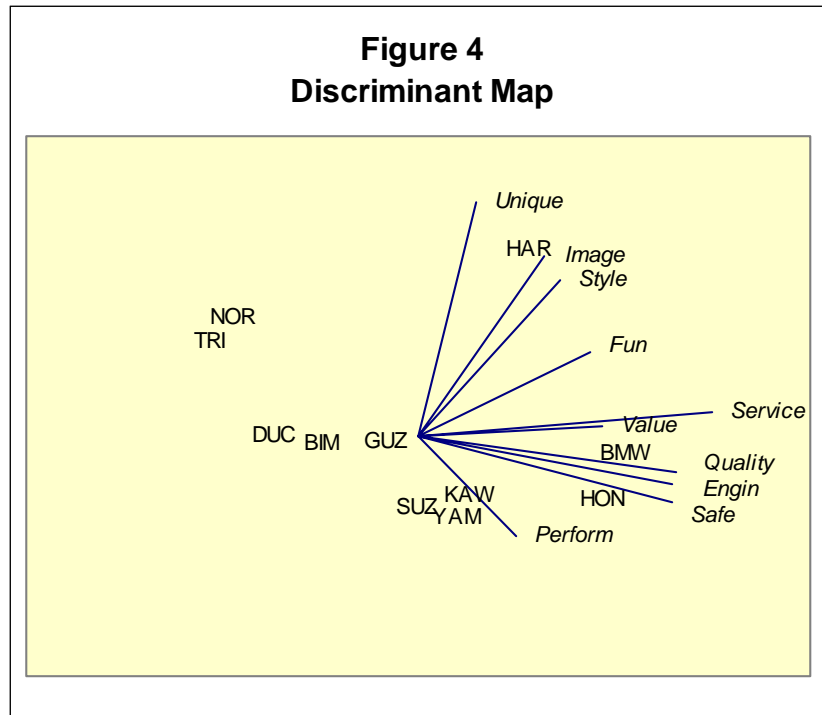 Figure 4
Discriminant Map
Unique
HAR
Image
Style
NOR
TRI
Fun
Service
Value
DUC
BIM
GUZ
BMW
Quality
Engin
KAW
HON
SUZ
YAM
Safe
Perform